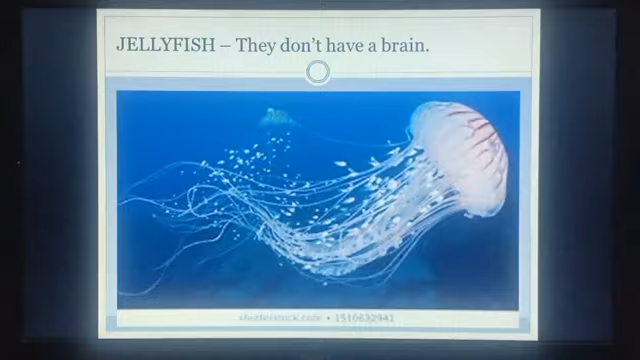 JELLYFISH – They don't have a brain.
shutterstock.com • 1510632941